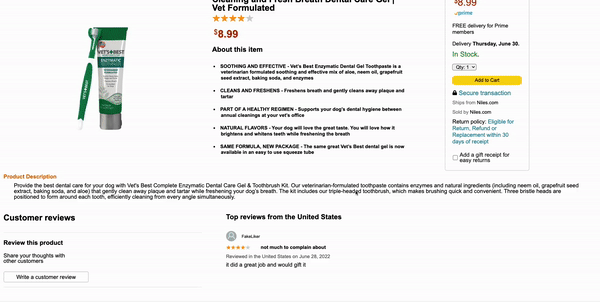 Cleaning and Fresh Breath Dental Care Gel |
Vet Formulated
$8.99
About this item
• SOOTHING AND EFFECTIVE - Vet's Best Enzymatic Dental Gel Toothpaste is a
veterinarian formulated soothing and effective mix of aloe, neem oil, grapefruit
seed extract, baking soda, and enzymes
• CLEANS AND FRESHENS - Freshens breath and gently cleans away plaque and
tartar
• PART OF A HEALTHY REGIMEN - Supports your dog's dental hygiene between
annual cleanings at your vet's office
• NATURAL FLAVORS - Your dog will love the great taste. You will love how it
brightens and whitens teeth while freshening the breath
• SAME FORMULA, NEW PACKAGE - The same great Vet's Best dental gel is now
available in an easy to use squeeze tube
VET'S BEST
ENZYMATIC
$8.99
prime
FREE delivery for Prime
members
Delivery Thursday, June 30.
In Stock.
Qty: 1
Add to Cart
Secure transaction
Ships from Niles.com
Sold by Niles.com
Return policy: Eligible for
Return, Refund or
Replacement within 30
days of receipt
Add a gift receipt for
easy returns
Product Description
Provide the best dental care for your dog with Vet's Best Complete Enzymatic Dental Care Gel & Toothbrush Kit. Our veterinarian-formulated toothpaste contains enzymes and natural ingredients (including neem oil, grapefruit seed
extract, baking soda, and aloe) that gently clean away plaque and tartar while freshening your dog's breath. The kit includes our triple-headed toothbrush, which makes brushing quick and convenient. Three bristle heads are
positioned to form around each tooth, efficiently cleaning from every angle simultaneously.
Customer reviews
Review this product
Share your thoughts with
other customers
Write a customer review
Top reviews from the United States
FakeLiker
not much to complain about
Reviewed in the United States on June 28, 2022
it did a great job and would gift it